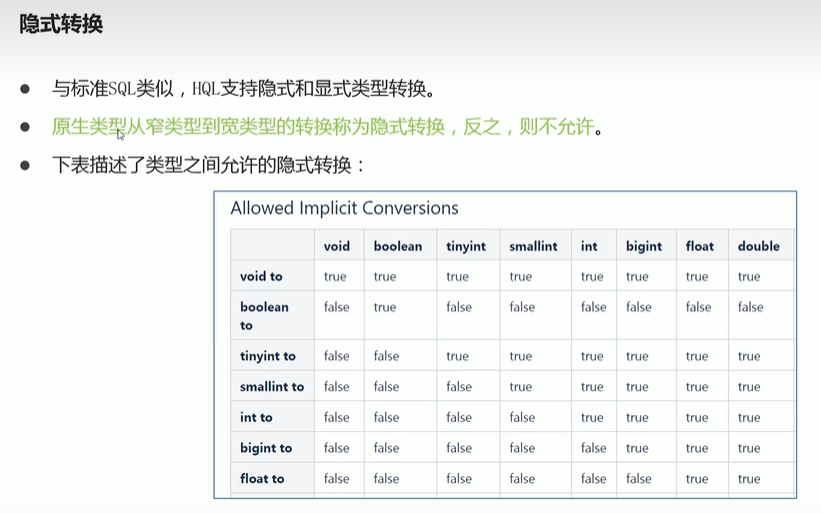 隐式转换
与标准SQL类似，HQL支持隐式和显式类型转换。
原生类型从窄类型到宽类型的转换称为隐式转换，反之，则不允许。
下表描述了类型之间允许的隐式转换：
Allowed Implicit Conversions
void boolean tinyint smallint int bigint float double
void to true true true true true true true true
boolean to false true false false false false false false
tinyint to false false true true true true true true
smallint to false false false true true true true true
int to false false false false true true true true
bigint to false false false false false true true true
float to false false false false false false true true